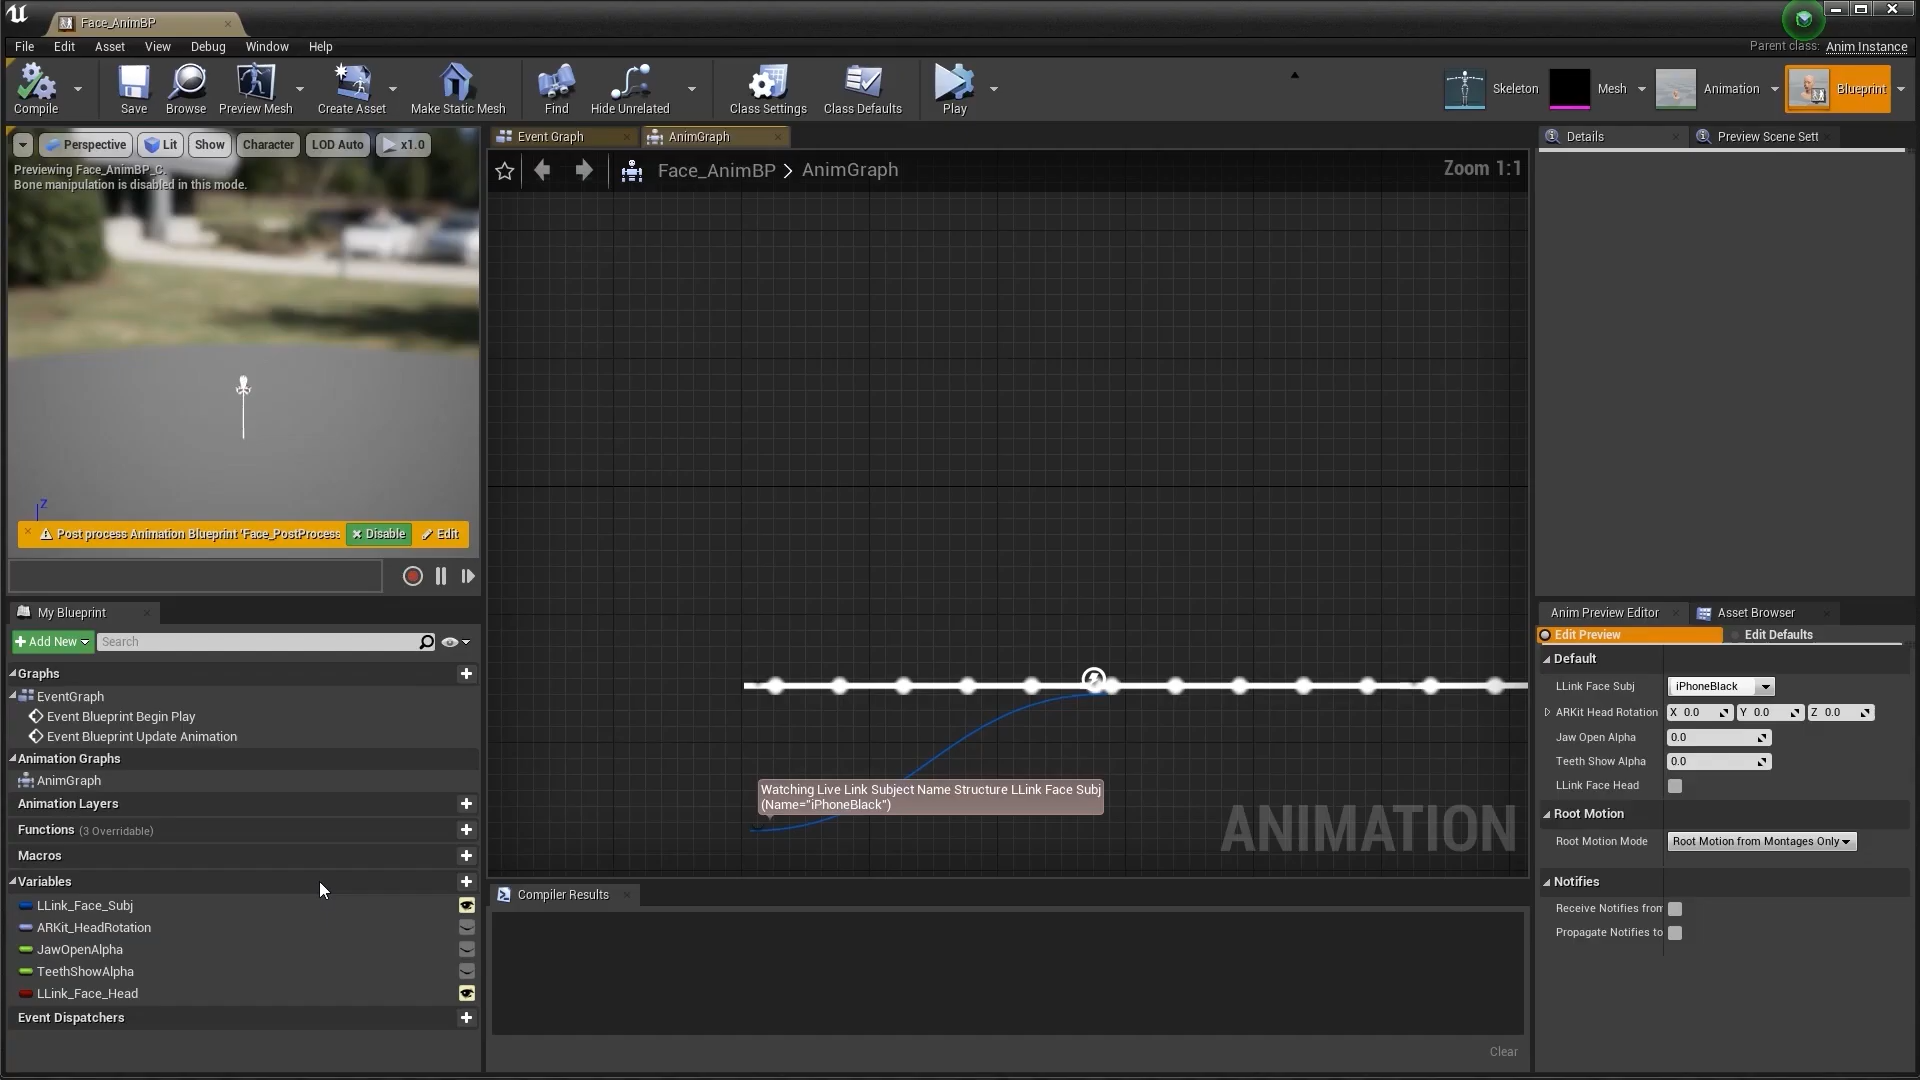 Face_AnimBP
File Edit Asset View Debug Window Help
Parent class: Anim Instance
Compile
Save
Browse
Preview Mesh
Create Asset
Make Static Mesh
Find
Hide Unrelated
Class Settings
Class Defaults
Play
Skeleton
Mesh
Animation
Blueprint
Perspective Lit Show Character LOD Auto x1.0
Previewing Face_AnimBP_C.
Bone manipulation is disabled in this mode.
Z
Post process Animation Blueprint 'Face_PostProcess Disable Edit
My Blueprint
Add New Search
Graphs
EventGraph
Event Blueprint Begin Play
Event Blueprint Update Animation
Animation Graphs
AnimGraph
Animation Layers
Functions (3 Overridable)
Macros
Variables
LLink_Face_Subj
ARKit_HeadRotation
JawOpenAlpha
TeethShowAlpha
LLink_Face_Head
Event Dispatchers
Event Graph AnimGraph
Face_AnimBP > AnimGraph Zoom 1:1
Watching Live Link Subject Name Structure LLink Face Subj
(Name="iPhoneBlack")
ANIMATION
Compiler Results
Clear
Details Preview Scene Sett
Anim Preview Editor Asset Browser
Edit Preview Edit Defaults
Default
LLink Face Subj iPhoneBlack
ARKit Head Rotation X 0.0 Y 0.0 Z 0.0
Jaw Open Alpha 0.0
Teeth Show Alpha 0.0
LLink Face Head
Root Motion
Root Motion Mode Root Motion from Montages Only
Notifies
Receive Notifies from
Propagate Notifies to